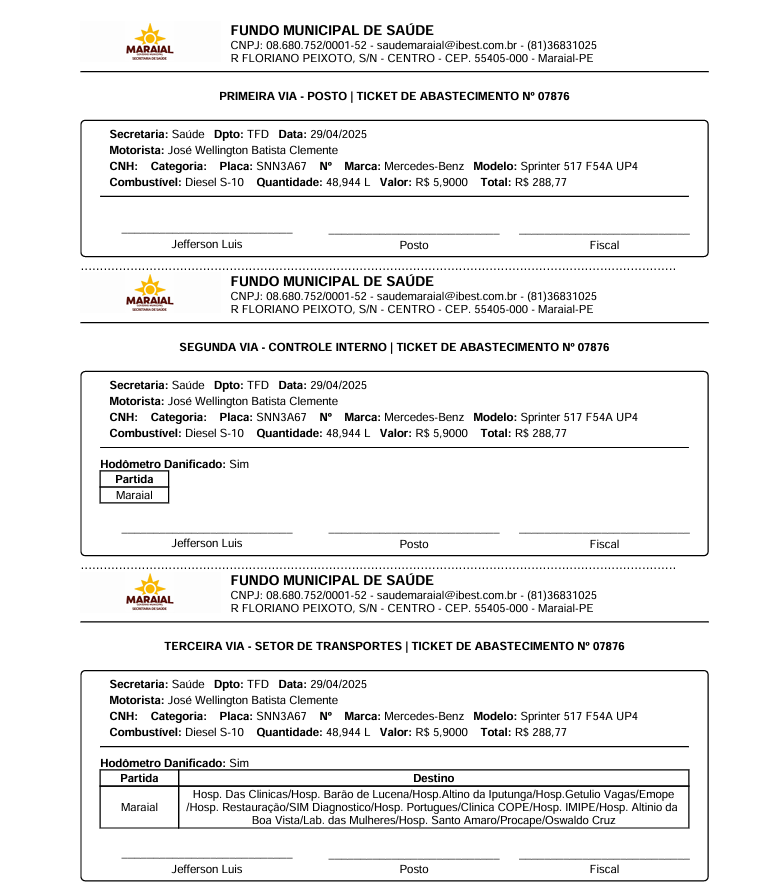 MARAIAL
SECRETARIA DE SAÚDE
FUNDO MUNICIPAL DE SAÚDE
CNPJ: 08.680.752/0001-52 - saudemaraial@ibest.com.br - (81)36831025
R FLORIANO PEIXOTO, S/N - CENTRO - CEP. 55405-000 - Maraial-PE
PRIMEIRA VIA - POSTO | TICKET DE ABASTECIMENTO Nº 07876
Secretaria: Saúde Dpto: TFD Data: 29/04/2025
Motorista: José Wellington Batista Clemente
CNH: Categoria: Placa: SNN3A67 Nº Marca: Mercedes-Benz Modelo: Sprinter 517 F54A UP4
Combustível: Diesel S-10 Quantidade: 48,944 L Valor: R$ 5,9000 Total: R$ 288,77
Jefferson Luis Posto Fiscal
MARAIAL
SECRETARIA DE SAÚDE
FUNDO MUNICIPAL DE SAÚDE
CNPJ: 08.680.752/0001-52 - saudemaraial@ibest.com.br - (81)36831025
R FLORIANO PEIXOTO, S/N - CENTRO - CEP. 55405-000 - Maraial-PE
SEGUNDA VIA - CONTROLE INTERNO | TICKET DE ABASTECIMENTO Nº 07876
Secretaria: Saúde Dpto: TFD Data: 29/04/2025
Motorista: José Wellington Batista Clemente
CNH: Categoria: Placa: SNN3A67 Nº Marca: Mercedes-Benz Modelo: Sprinter 517 F54A UP4
Combustível: Diesel S-10 Quantidade: 48,944 L Valor: R$ 5,9000 Total: R$ 288,77
Hodômetro Danificado: Sim
Partida
Maraial
Jefferson Luis Posto Fiscal
MARAIAL
SECRETARIA DE SAÚDE
FUNDO MUNICIPAL DE SAÚDE
CNPJ: 08.680.752/0001-52 - saudemaraial@ibest.com.br - (81)36831025
R FLORIANO PEIXOTO, S/N - CENTRO - CEP. 55405-000 - Maraial-PE
TERCEIRA VIA - SETOR DE TRANSPORTES | TICKET DE ABASTECIMENTO Nº 07876
Secretaria: Saúde Dpto: TFD Data: 29/04/2025
Motorista: José Wellington Batista Clemente
CNH: Categoria: Placa: SNN3A67 Nº Marca: Mercedes-Benz Modelo: Sprinter 517 F54A UP4
Combustível: Diesel S-10 Quantidade: 48,944 L Valor: R$ 5,9000 Total: R$ 288,77
Hodômetro Danificado: Sim
Partida Destino
Maraial
Hosp. Das Clinicas/Hosp. Barão de Lucena/Hosp.Altino da Iputunga/Hosp.Getulio Vagas/Emope
/Hosp. Restauração/SIM Diagnostico/Hosp. Portugues/Clinica COPE/Hosp. IMIPE/Hosp. Altinio da
Boa Vista/Lab. das Mulheres/Hosp. Santo Amaro/Procape/Oswaldo Cruz
Jefferson Luis Posto Fiscal